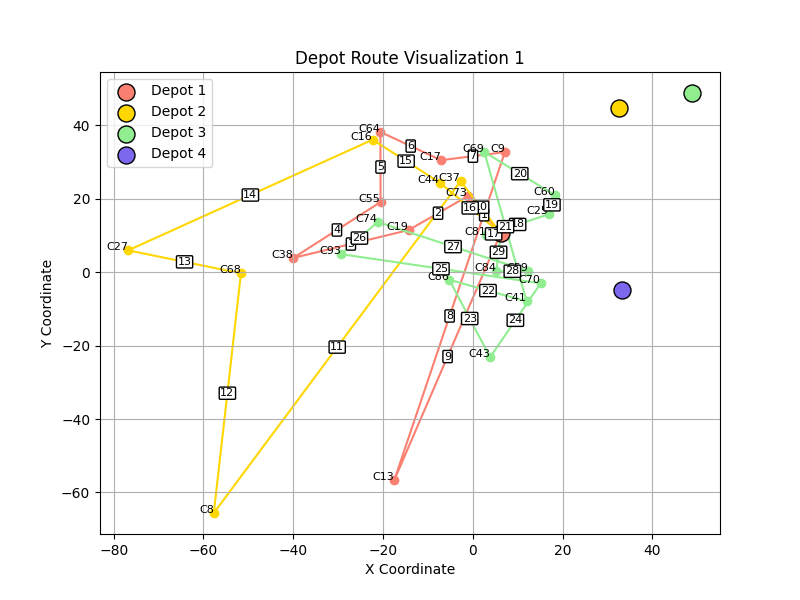 Depot Route Visualization 1
Depot 1
Depot 2
Depot 3
Depot 4
Y Coordinate
X Coordinate
40
20
0
−20
−40
−60
−80
−60
−40
−20
0
20
40
C64
C16
C17
C69
C9
C44
C37
C73
C60
C25
C55
C74
C19
C81
C27
C38
C93
C68
C84
C86
C70
C41
C43
C13
C8
2
4
5
6
7
8
9
11
12
13
14
15
16
18
19
20
21
22
23
24
25
26
27
28
29